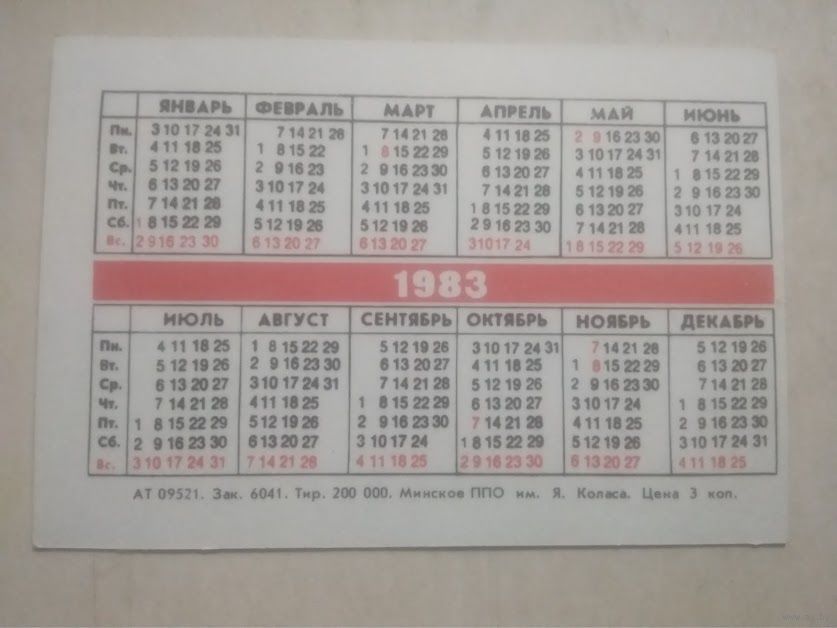 ЯНВАРЬ ФЕВРАЛЬ МАРТ АПРЕЛЬ МАЙ ИЮНЬ
Пн. 3 10 17 24 31 7 14 21 28 7 14 21 28 4 11 18 25 2 9 16 23 30 6 13 20 27
Вт. 4 11 18 25 1 8 15 22 1 8 15 22 29 5 12 19 26 3 10 17 24 31 7 14 21 28
Ср. 5 12 19 26 2 9 16 23 2 9 16 23 30 6 13 20 27 4 11 18 25 1 8 15 22 29
Чт. 6 13 20 27 3 10 17 24 3 10 17 24 31 7 14 21 28 5 12 19 26 2 9 16 23 30
Пт. 7 14 21 28 4 11 18 25 4 11 18 25 1 8 15 22 29 6 13 20 27 3 10 17 24
Сб. 1 8 15 22 29 5 12 19 26 5 12 19 26 2 9 16 23 30 7 14 21 28 4 11 18 25
Вс. 2 9 16 23 30 6 13 20 27 6 13 20 27 3 10 17 24 1 8 15 22 29 5 12 19 26
1983
ИЮЛЬ АВГУСТ СЕНТЯБРЬ ОКТЯБРЬ НОЯБРЬ ДЕКАБРЬ
Пн. 4 11 18 25 1 8 15 22 29 5 12 19 26 3 10 17 24 31 7 14 21 28 5 12 19 26
Вт. 5 12 19 26 2 9 16 23 30 6 13 20 27 4 11 18 25 1 8 15 22 29 6 13 20 27
Ср. 6 13 20 27 3 10 17 24 31 7 14 21 28 5 12 19 26 2 9 16 23 30 7 14 21 28
Чт. 7 14 21 28 4 11 18 25 1 8 15 22 29 6 13 20 27 3 10 17 24 1 8 15 22 29
Пт. 1 8 15 22 29 5 12 19 26 2 9 16 23 30 7 14 21 28 4 11 18 25 2 9 16 23 30
Сб. 2 9 16 23 30 6 13 20 27 3 10 17 24 1 8 15 22 29 5 12 19 26 3 10 17 24 31
Вс. 3 10 17 24 31 7 14 21 28 4 11 18 25 2 9 16 23 30 6 13 20 27 4 11 18 25
АТ 09521. Зак. 6041. Тир. 200 000. Минское ППО им. Я. Коласа. Цена 3 коп.